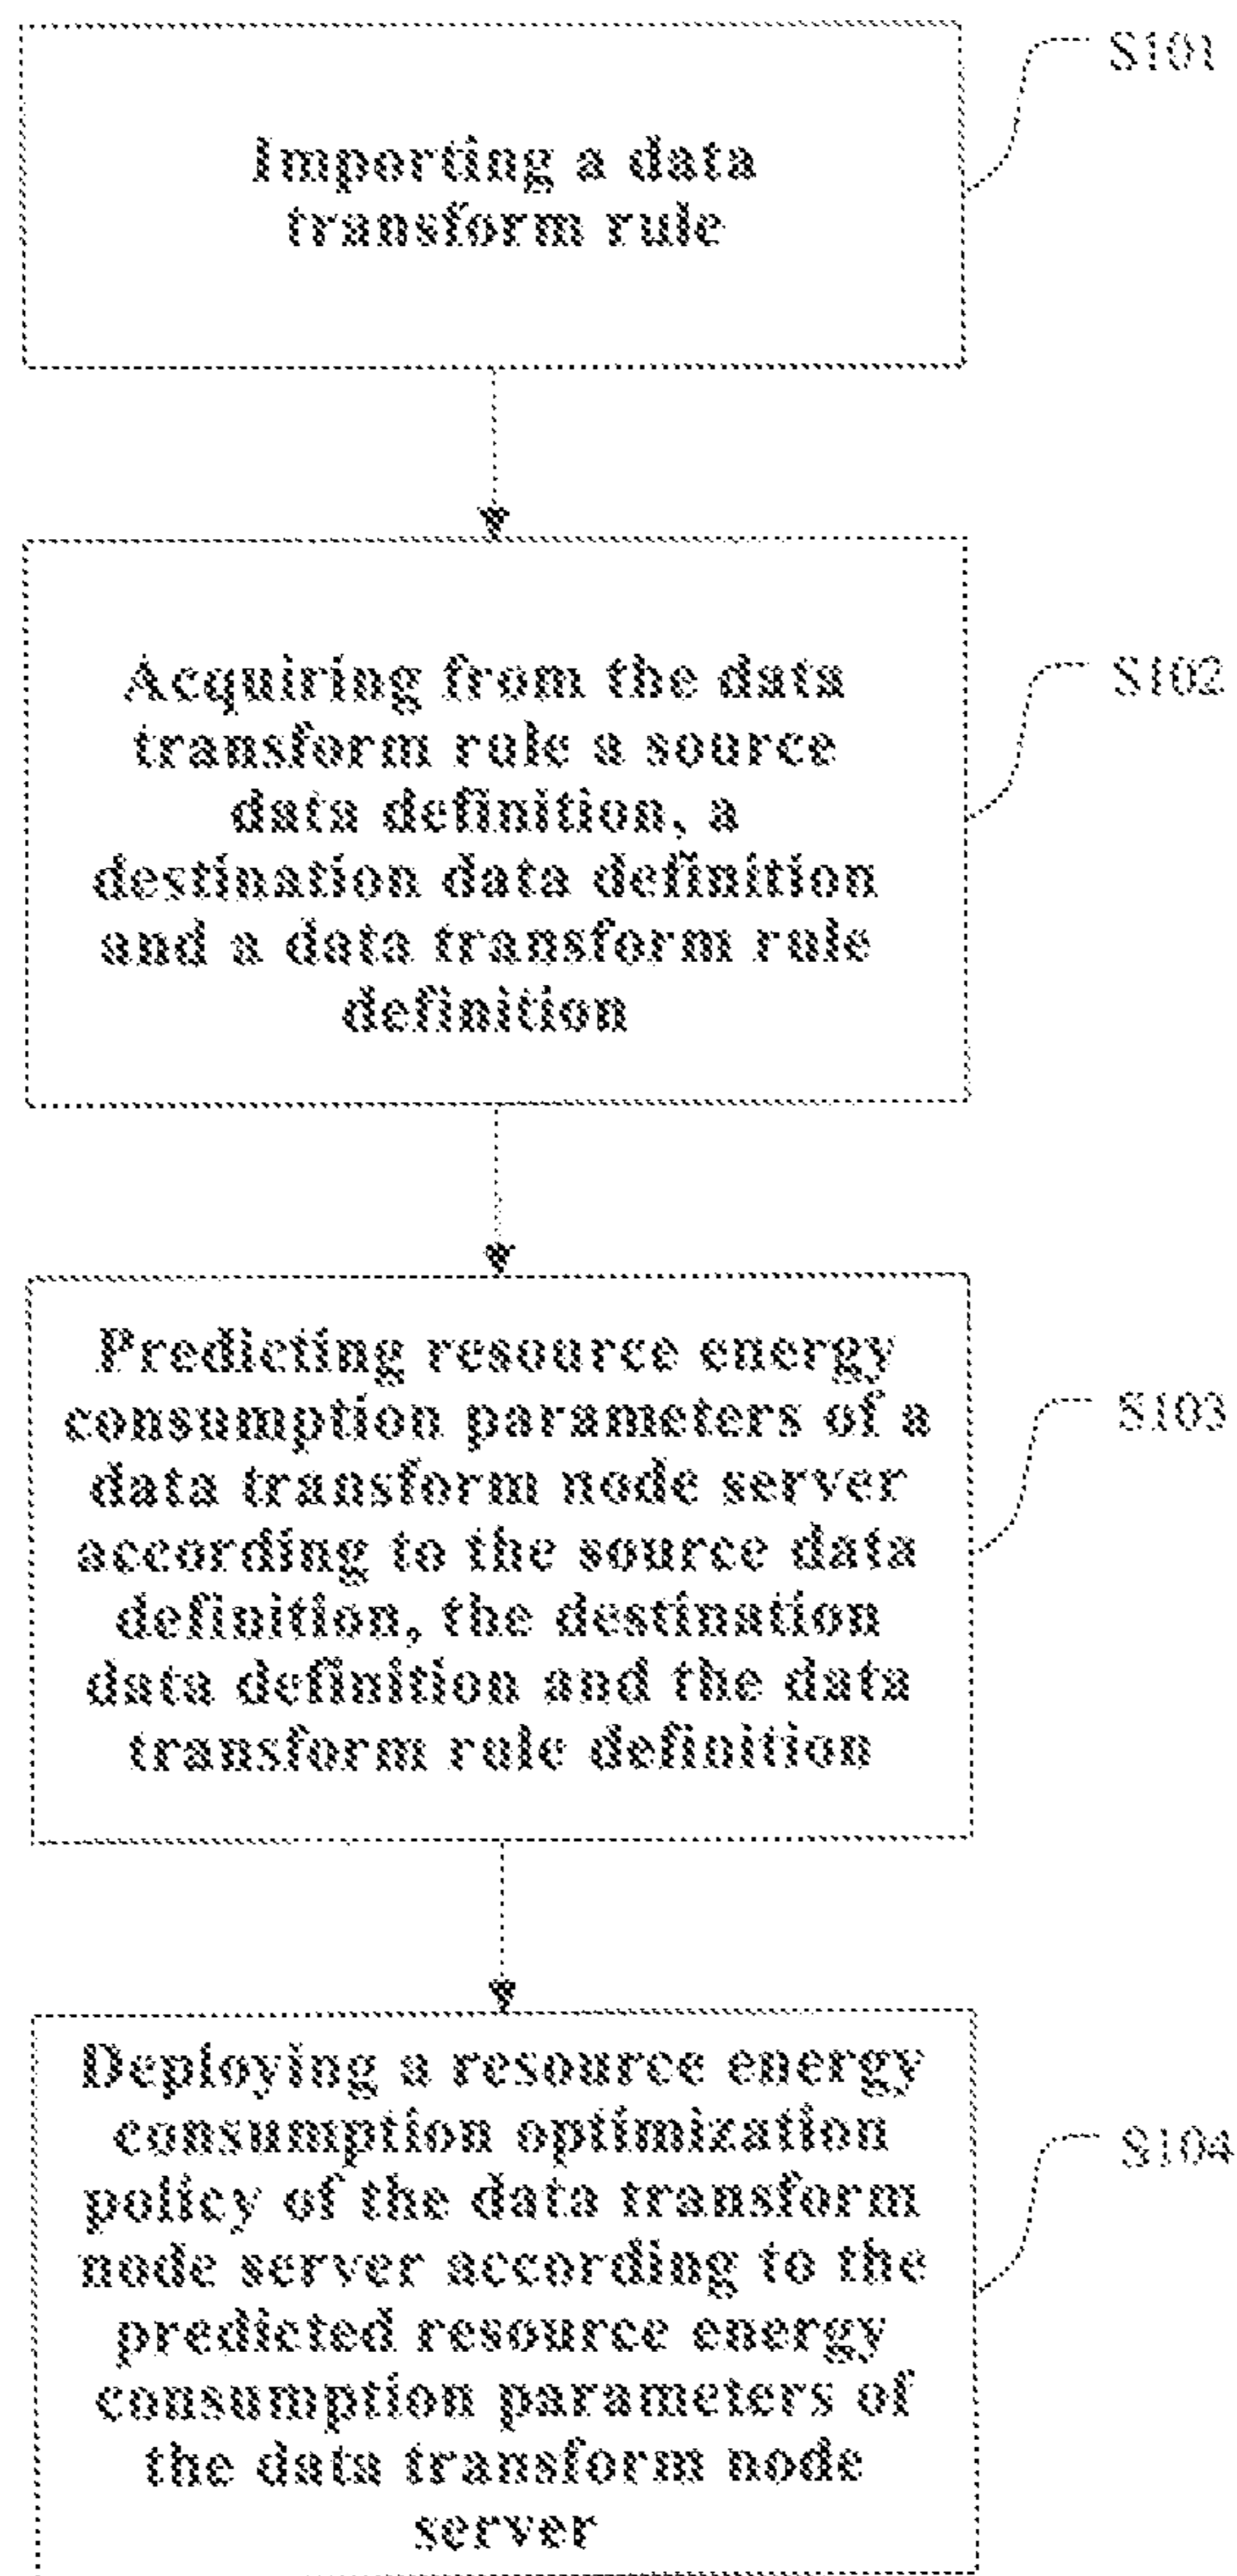 S101
Importing a data
transform rule
S102
Acquiring from the data
transform rule a source
data definition, a
destination data definition
and a data transform rule
definition
S103
Predicting resource energy
consumption parameters of a
data transform node server
according to the source data
definition, the destination
data definition and the data
transform rule definition
S104
Deploying a resource energy
consumption optimization
policy of the data transform
node server according to the
predicted resource energy
consumption parameters of
the data transform node
server